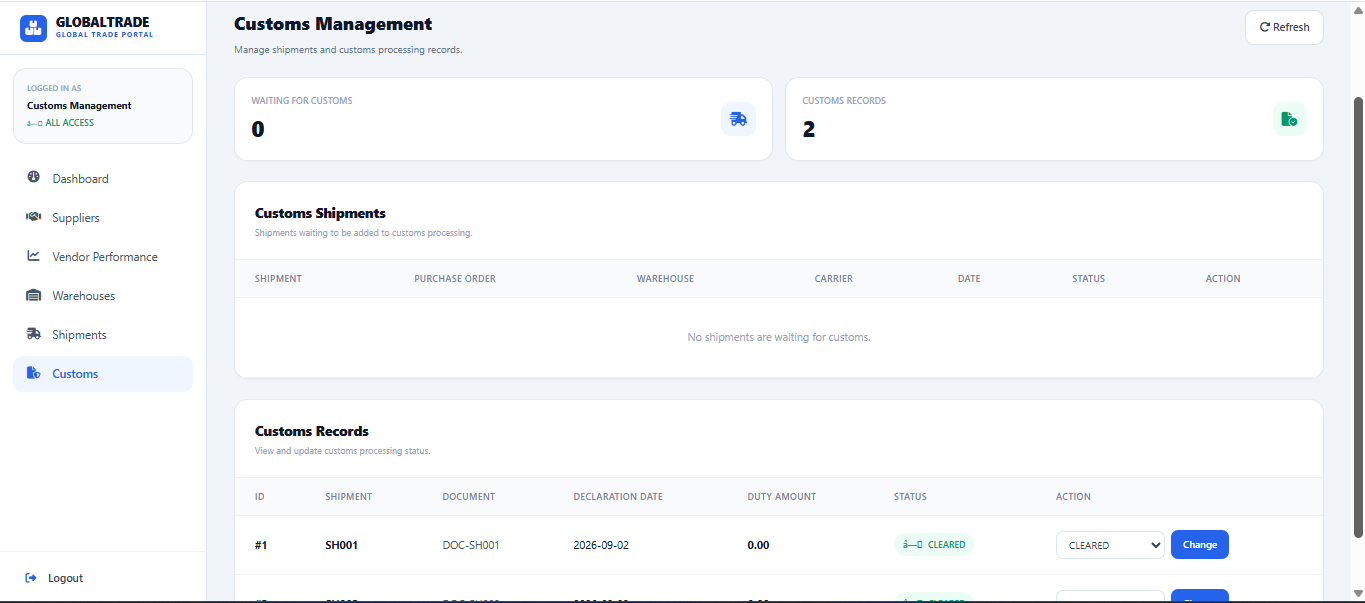 GLOBALTRADE
GLOBAL TRADE PORTAL
LOGGED IN AS
Customs Management
ALL ACCESS
Dashboard
Suppliers
Vendor Performance
Warehouses
Shipments
Customs
Logout
Customs Management
Manage shipments and customs processing records.
Refresh
WAITING FOR CUSTOMS
0
CUSTOMS RECORDS
2
Customs Shipments
Shipments waiting to be added to customs processing.
SHIPMENT PURCHASE ORDER WAREHOUSE CARRIER DATE STATUS ACTION
No shipments are waiting for customs.
Customs Records
View and update customs processing status.
ID SHIPMENT DOCUMENT DECLARATION DATE DUTY AMOUNT STATUS ACTION
#1 SH001 DOC-SH001 2026-09-02 0.00 â—□ CLEARED CLEARED Change